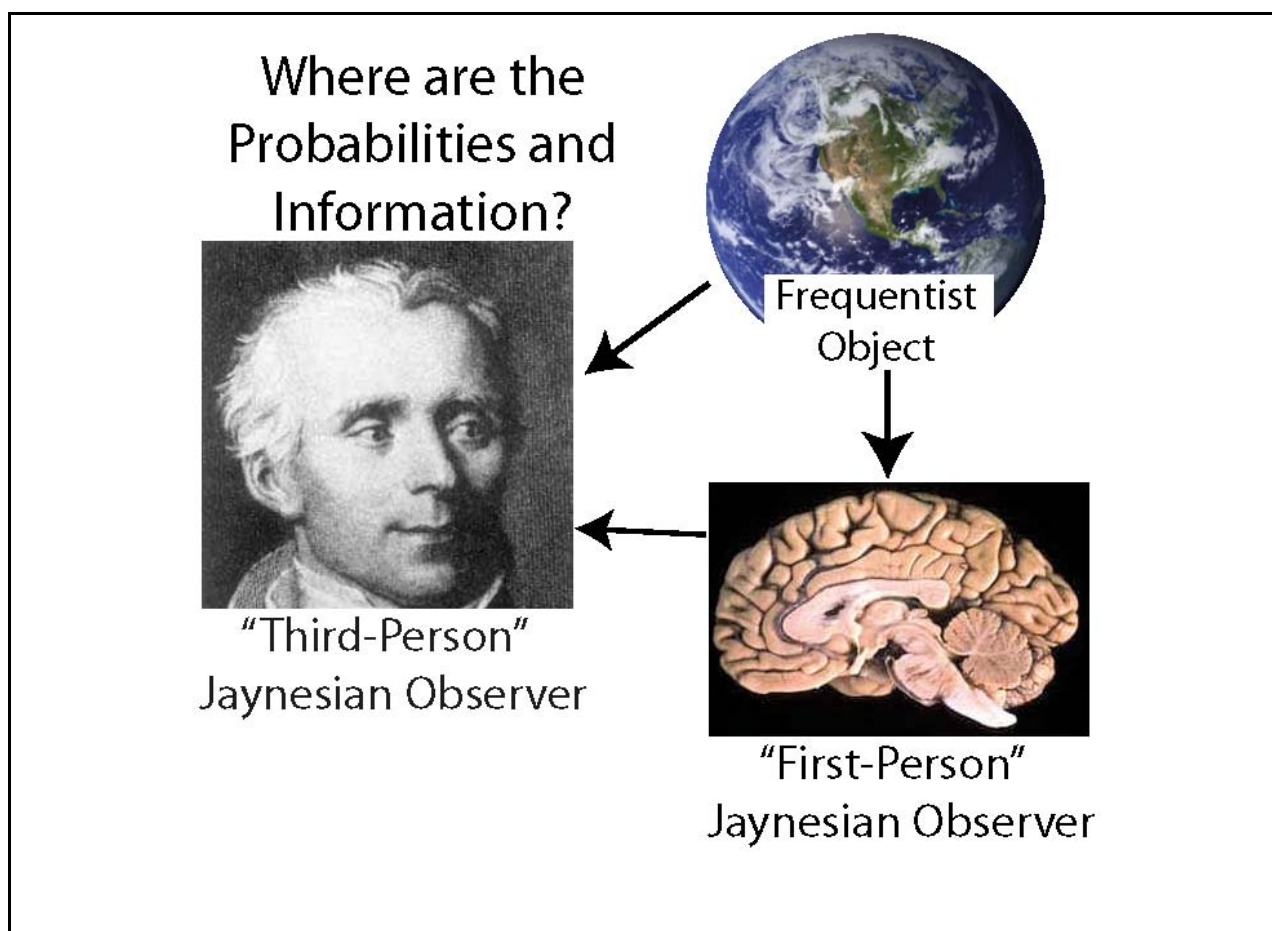 Where are the
Probabilities and
Information?
Frequentist
Object
“Third-Person”
Jaynesian Observer
“First-Person”
Jaynesian Observer